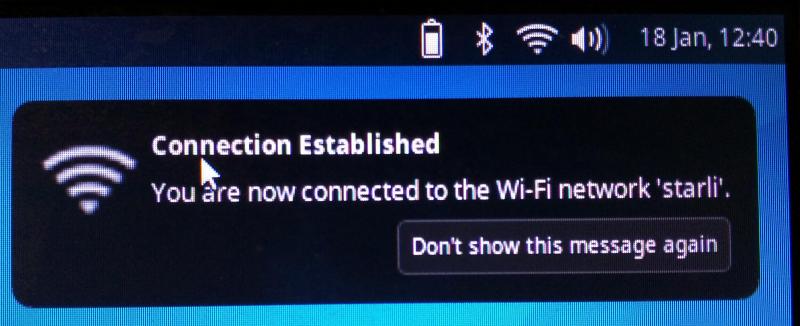 18 Jan, 12:40
Connection Established
You are now connected to the Wi-Fi network 'starli'.
Don't show this message again